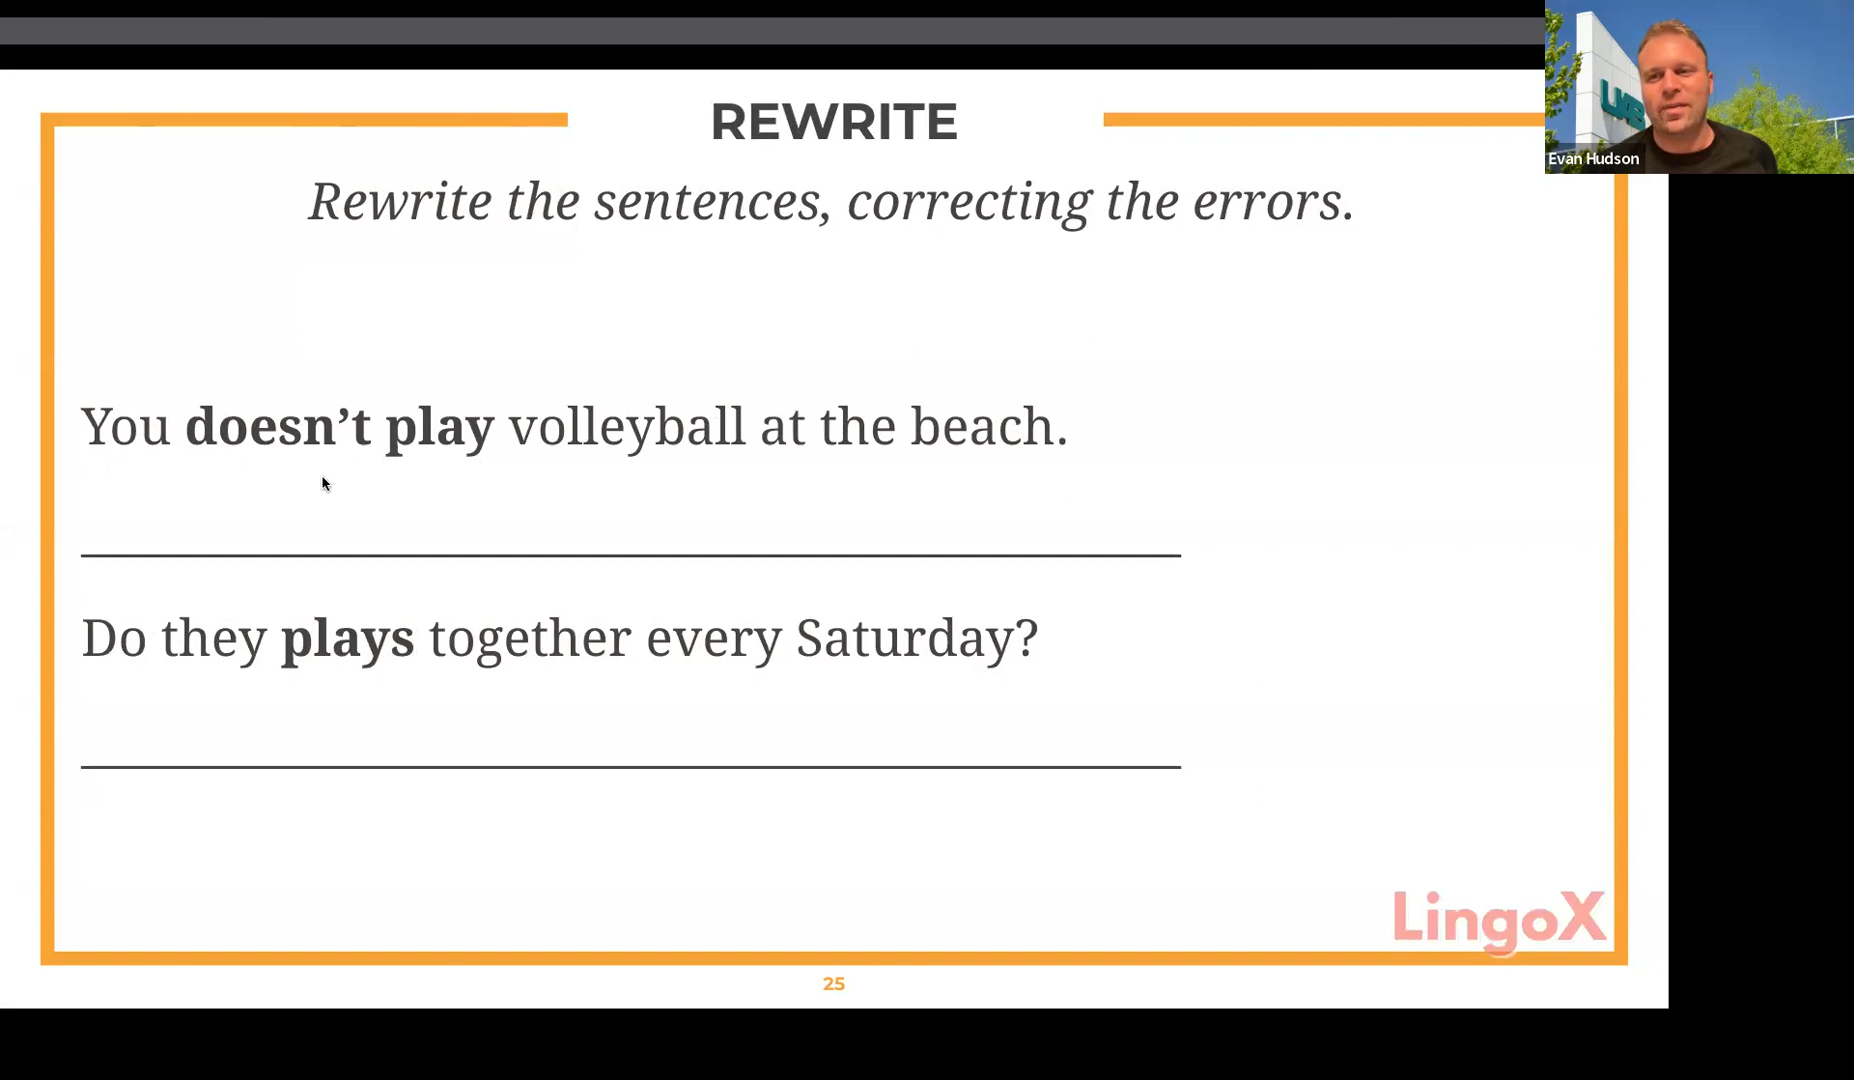 REWRITE
Rewrite the sentences, correcting the errors.
UAB
Evan Hudson
You doesn’t play volleyball at the beach.
Do they plays together every Saturday?
LingoX
25